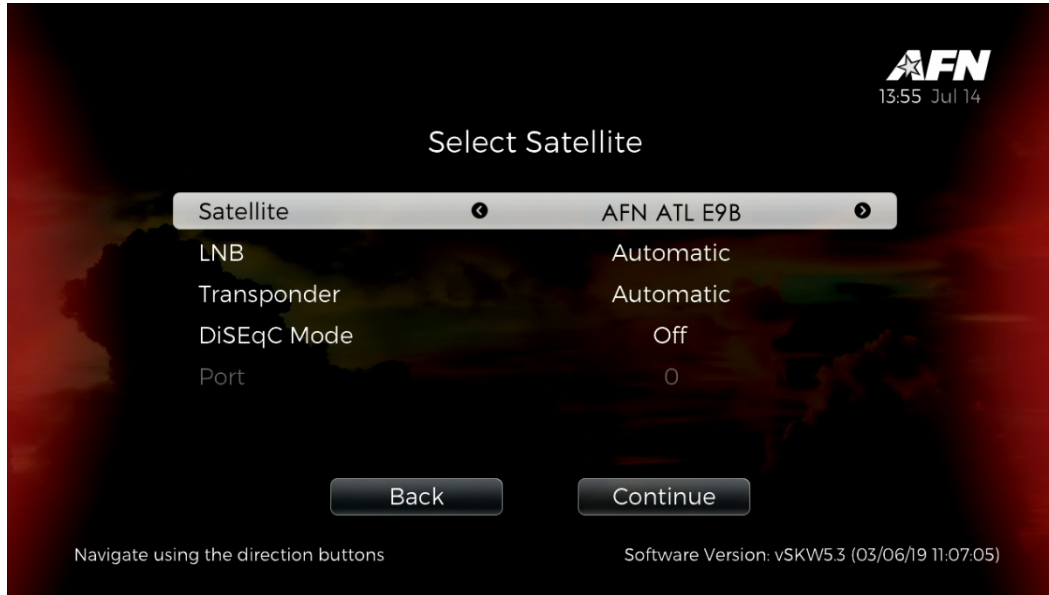 AFN
13:55 Jul 14
Select Satellite
Satellite AFN ATL E9B
LNB Automatic
Transponder Automatic
DiSEqC Mode Off
Port 0
Back Continue
Navigate using the direction buttons Software Version: vSKW5.3 (03/06/19 11:07:05)